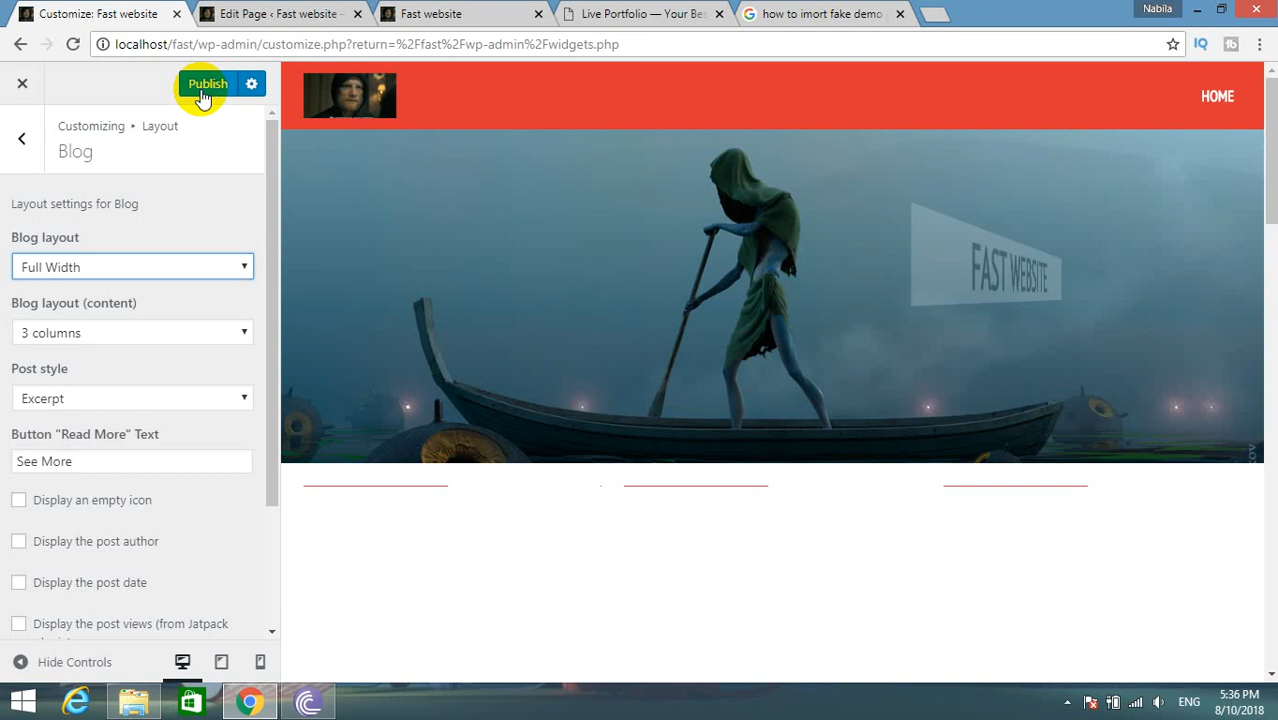 Customize: Fast website
Edit Page ‹ Fast website –
Fast website
Live Portfolio — Your Bes
how to imort fake demo
Nabila
localhost/fast/wp-admin/customize.php?return=%2Ffast%2Fwp-admin%2Fwidgets.php
IQ
Publish
HOME
Customizing ▸ Layout
Blog
Layout settings for Blog
Blog layout
Full Width
FAST WEBSITE
Blog layout (content)
3 columns
Post style
Excerpt
Button "Read More" Text
See More
Display an empty icon
Display the post author
Display the post date
Display the post views (from Jatpack
Hide Controls
ENG
5:36 PM
8/10/2018